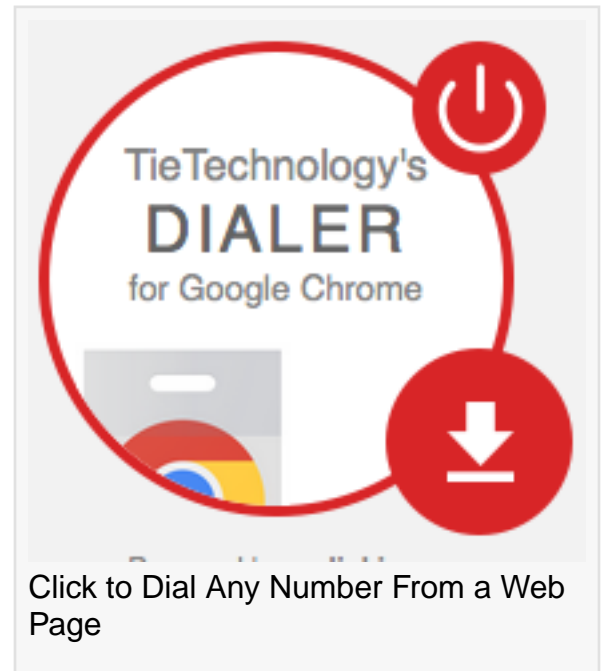 TieTechnology's
DIALER
for Google Chrome
Click to Dial Any Number From a Web
Page